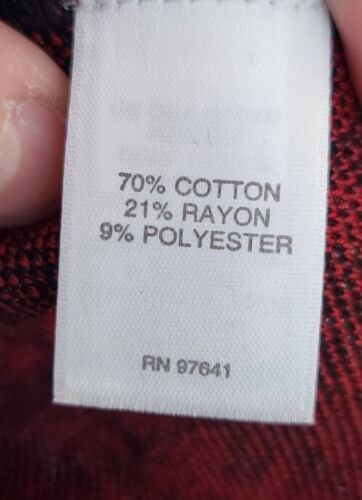 70% COTTON
21% RAYON
9% POLYESTER
RN 97641